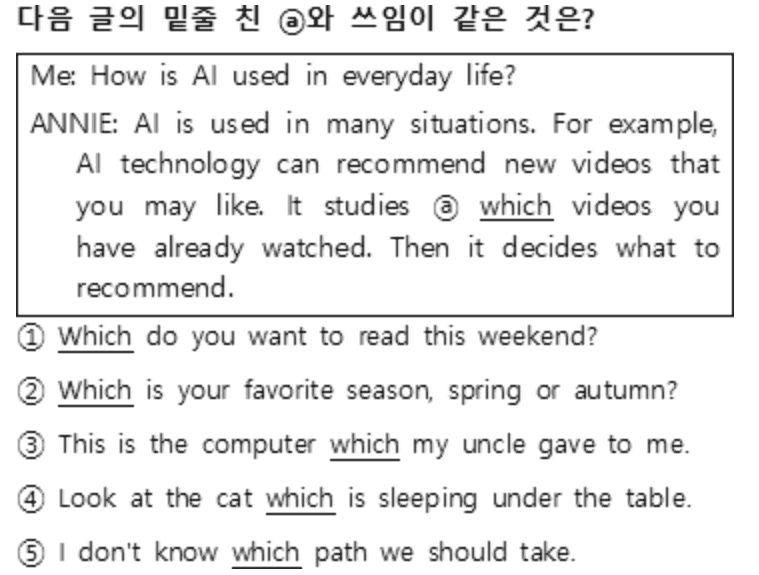 다음 글의 밑줄 친 ⓐ와 쓰임이 같은 것은?
Me: How is AI used in everyday life?
ANNIE: AI is used in many situations. For example,
AI technology can recommend new videos that
you may like. It studies ⓐ which videos you
have already watched. Then it decides what to
recommend.
① Which do you want to read this weekend?
② Which is your favorite season, spring or autumn?
③ This is the computer which my uncle gave to me.
④ Look at the cat which is sleeping under the table.
⑤ I don't know which path we should take.